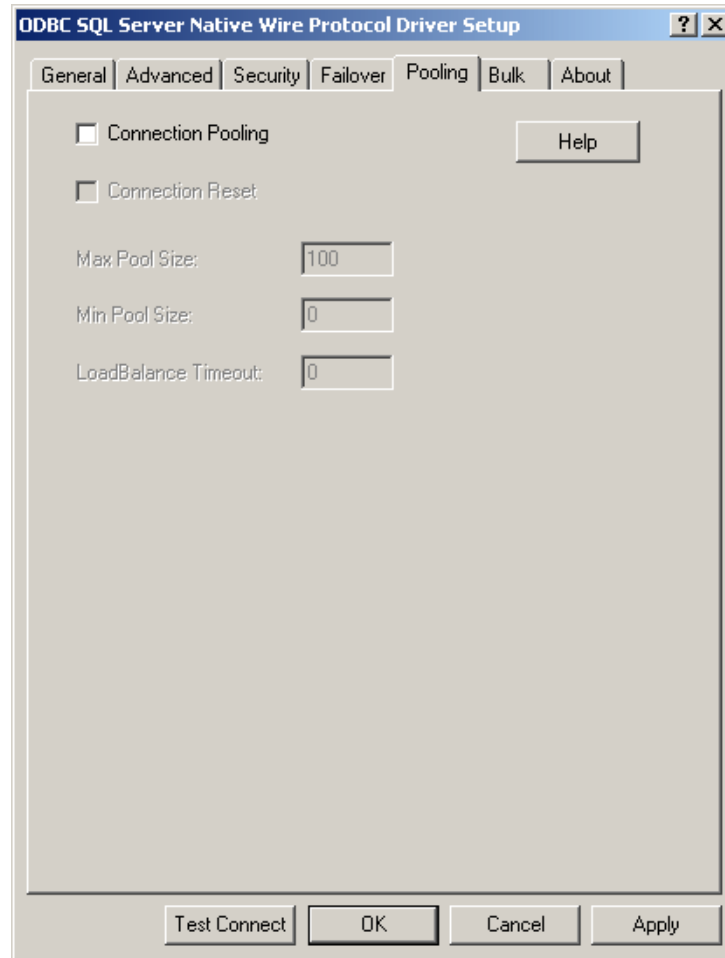 ODBC SQL Server Native Wire Protocol Driver Setup ? X
General Advanced Security Failover Pooling Bulk About
Connection Pooling Help
Connection Reset
Max Pool Size: 100
Min Pool Size: 0
LoadBalance Timeout: 0
Test Connect OK Cancel Apply